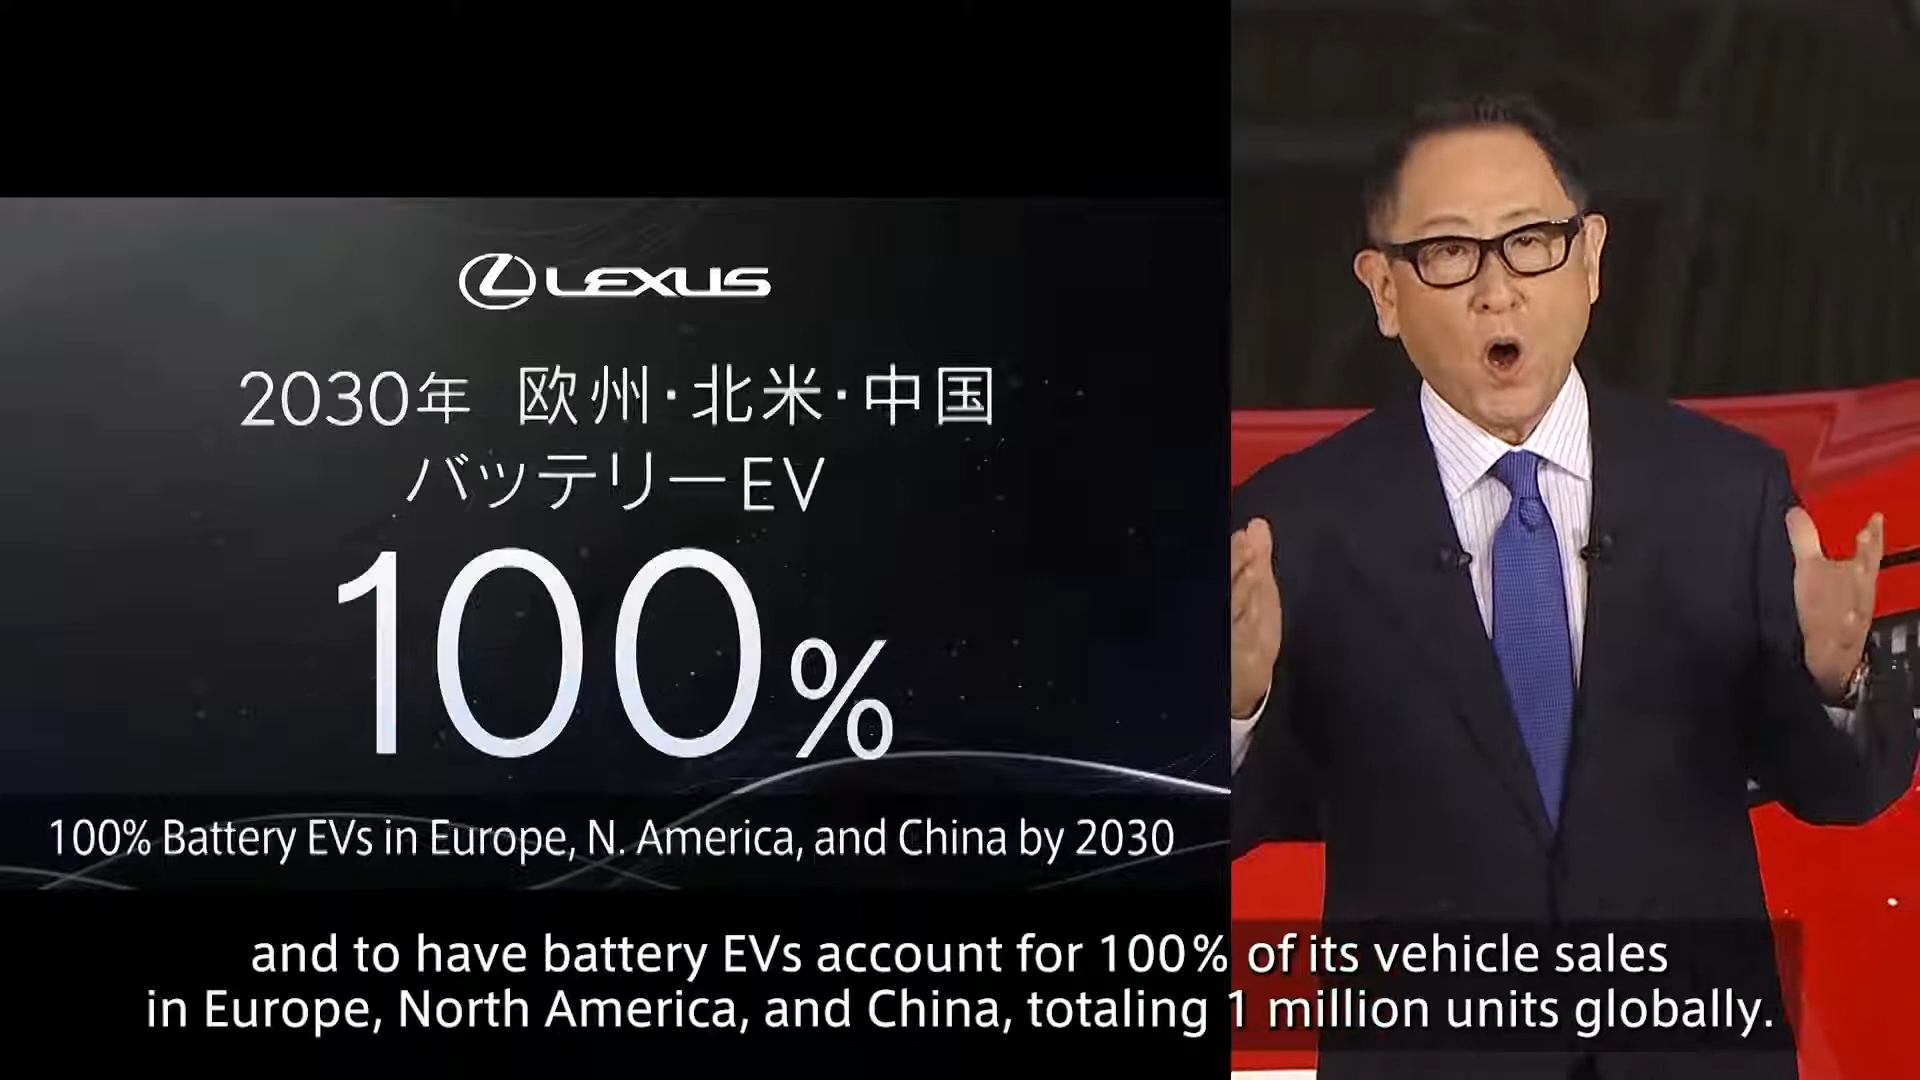 LEXUS
2030年 欧州・北米・中国
バッテリーEV
100%
100% Battery EVs in Europe, N. America, and China by 2030
and to have battery EVs account for 100% of its vehicle sales
in Europe, North America, and China, totaling 1 million units globally.